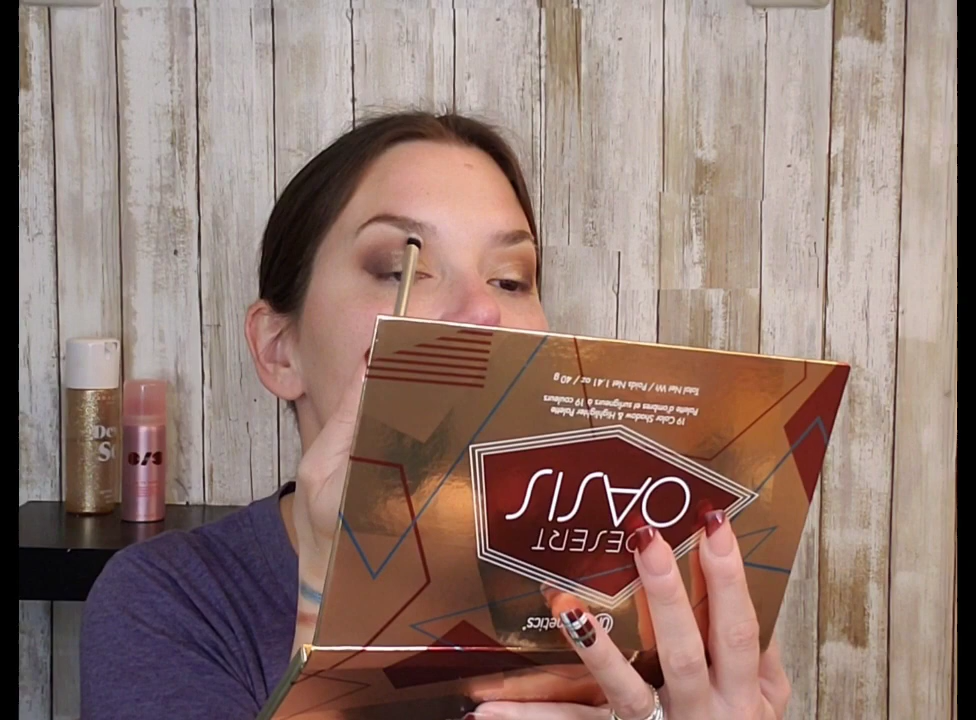 DESERT
OASIS
19 Color Shadow & Highlighter Palette
Palette d'ombres et surligneurs à 19 couleurs
Total Net Wt / Poids Net 1.41 oz / 40 g
O/S